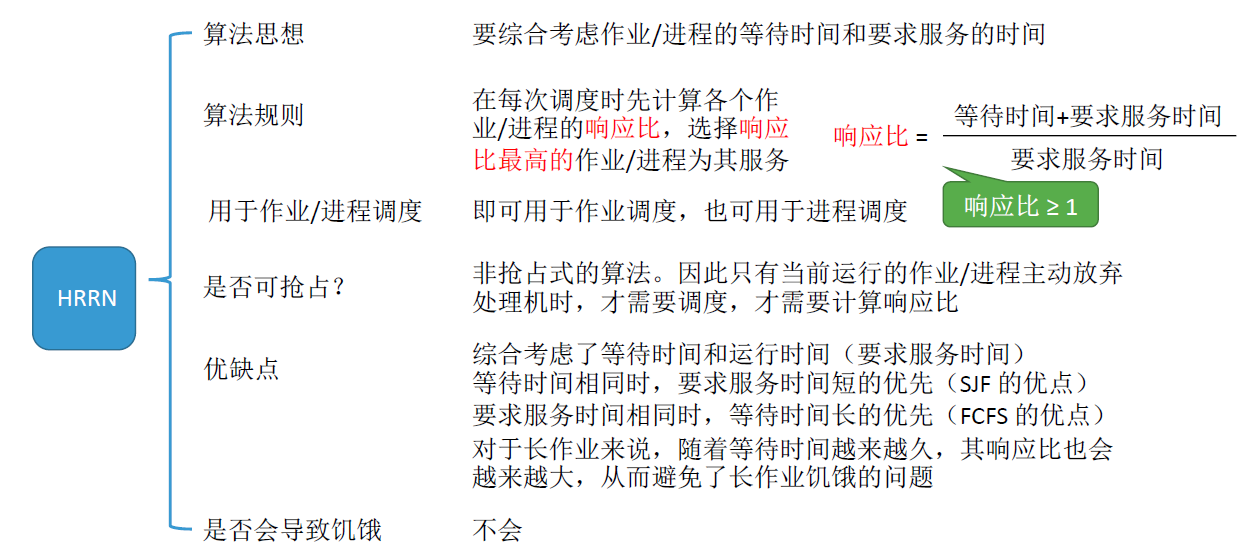 HRRN
算法思想
要综合考虑作业/进程的等待时间和要求服务的时间
算法规则
在每次调度时先计算各个作
业/进程的响应比，选择响应
比最高的作业/进程为其服务
响应比 =
等待时间+要求服务时间
要求服务时间
响应比 ≥ 1
用于作业/进程调度
即可用于作业调度，也可用于进程调度
是否可抢占？
非抢占式的算法。因此只有当前运行的作业/进程主动放弃
处理机时，才需要调度，才需要计算响应比
优缺点
综合考虑了等待时间和运行时间（要求服务时间）
等待时间相同时，要求服务时间短的优先（SJF 的优点）
要求服务时间相同时，等待时间长的优先（FCFS 的优点）
对于长作业来说，随着等待时间越来越久，其响应比也会
越来越大，从而避免了长作业饥饿的问题
是否会导致饥饿
不会